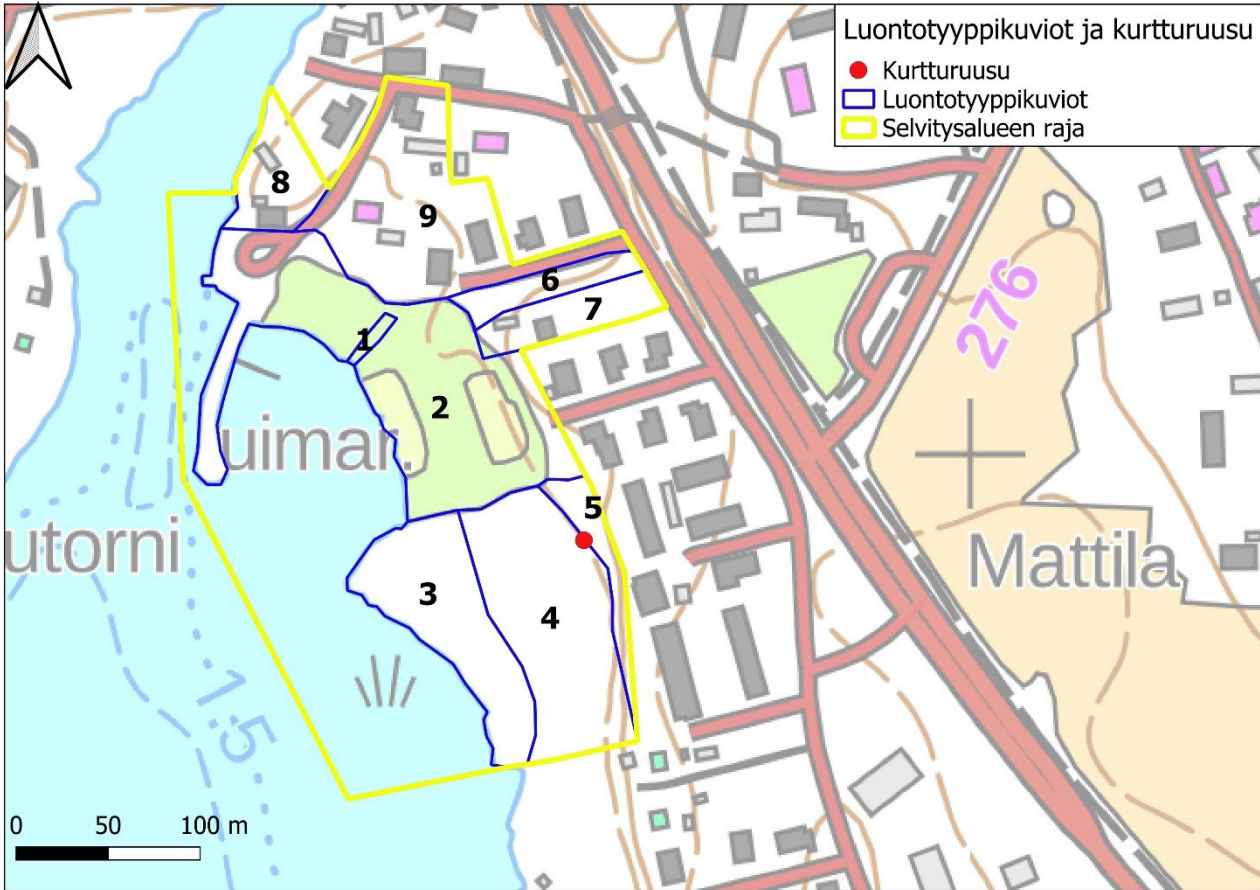 Luontotyyppikuviot ja kurtturuusu
Kurtturuusu
Luontotyyppikuviot
Selvitysalueen raja
8
9
6
7
276
1
2
uimar.
5
utorni
Mattila
3
4
1.5
0 50 100 m